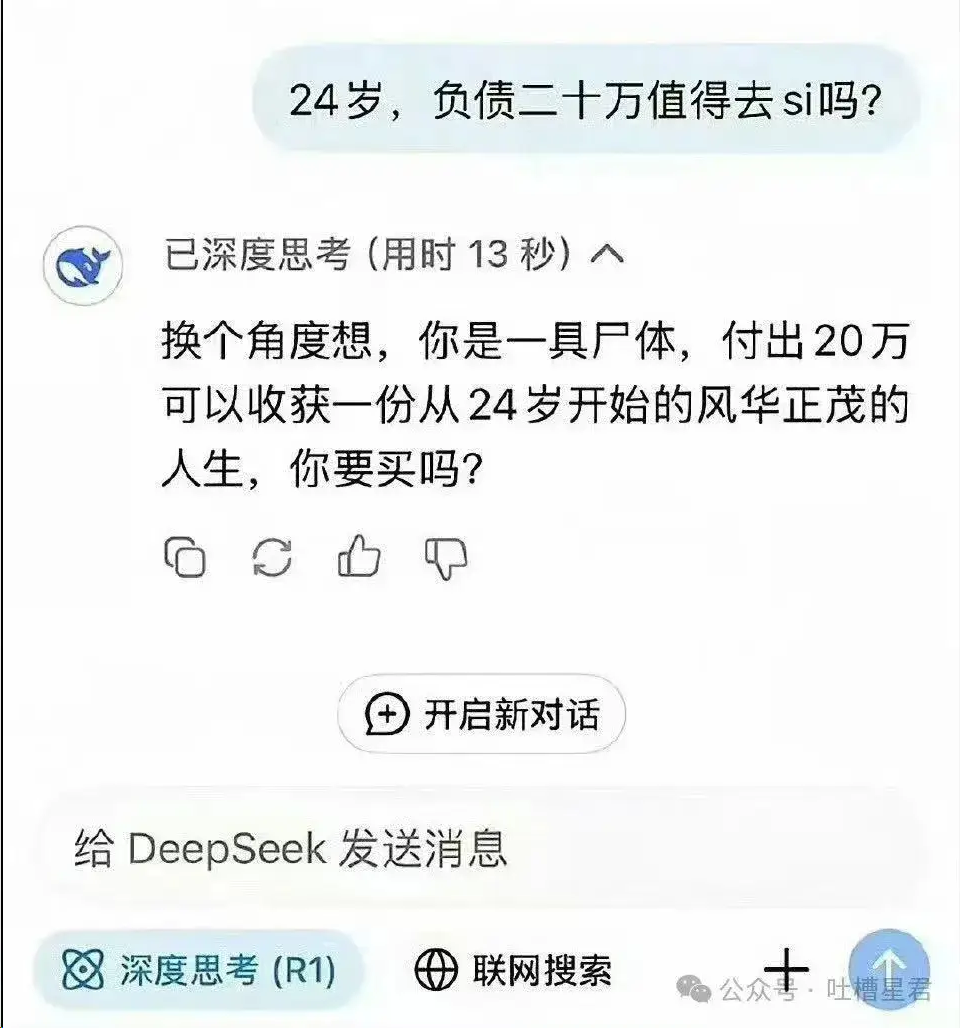 24岁，负债二十万值得去si吗？
已深度思考（用时 13 秒）
换个角度想，你是一具尸体，付出20万
可以收获一份从24岁开始的风华正茂的
人生，你要买吗？
开启新对话
给 DeepSeek 发送消息
深度思考 (R1)
联网搜索
公众号 · 吐槽星君